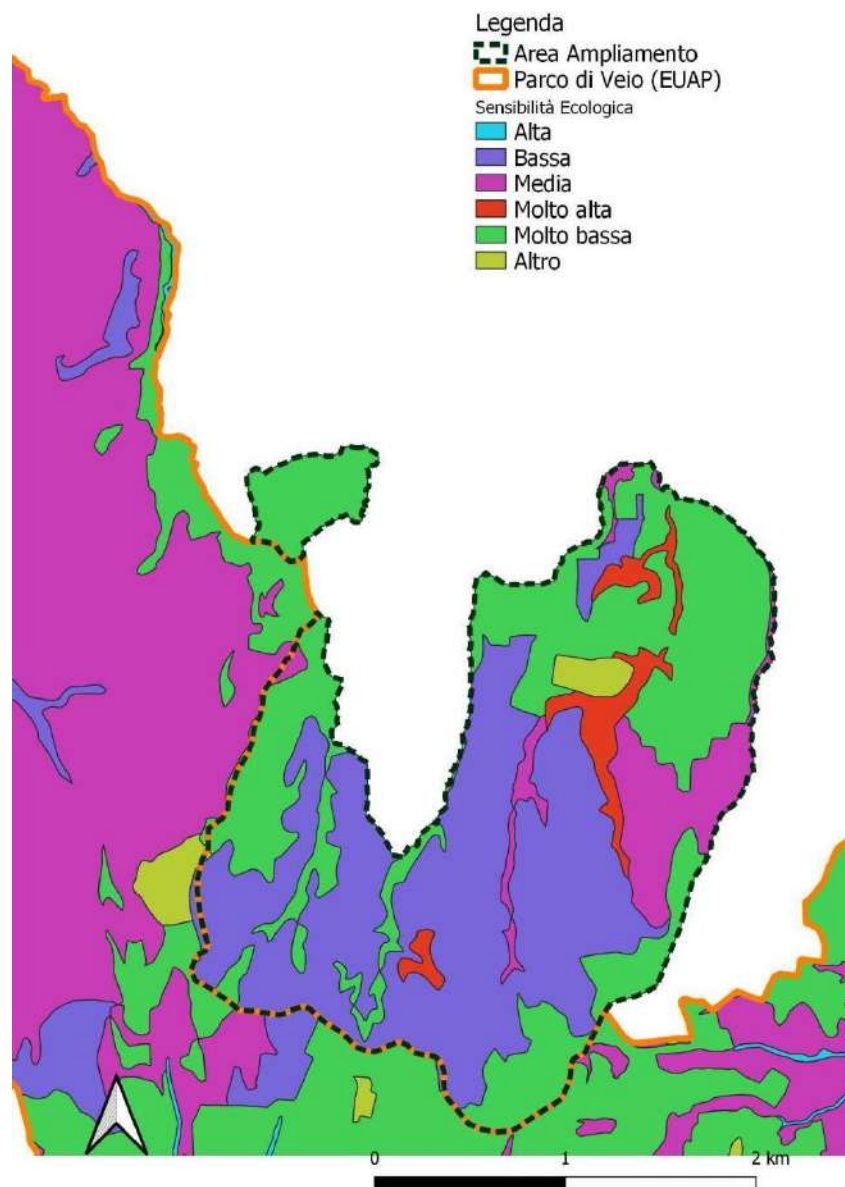 Legenda
Area Ampliamento
Parco di Veio (EUAP)
Sensibilità Ecologica
Alta
Bassa
Media
Molto alta
Molto bassa
Altro
0 1 2 km